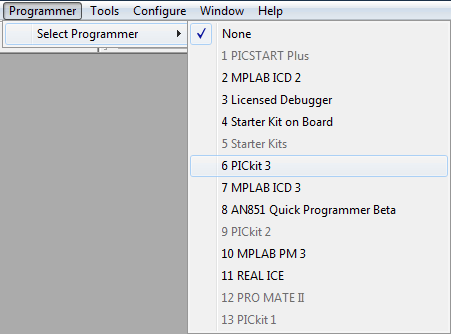 Programmer Tools Configure Window Help
Select Programmer
None
1 PICSTART Plus
2 MPLAB ICD 2
3 Licensed Debugger
4 Starter Kit on Board
5 Starter Kits
6 PICkit 3
7 MPLAB ICD 3
8 AN851 Quick Programmer Beta
9 PICkit 2
10 MPLAB PM 3
11 REAL ICE
12 PRO MATE II
13 PICkit 1